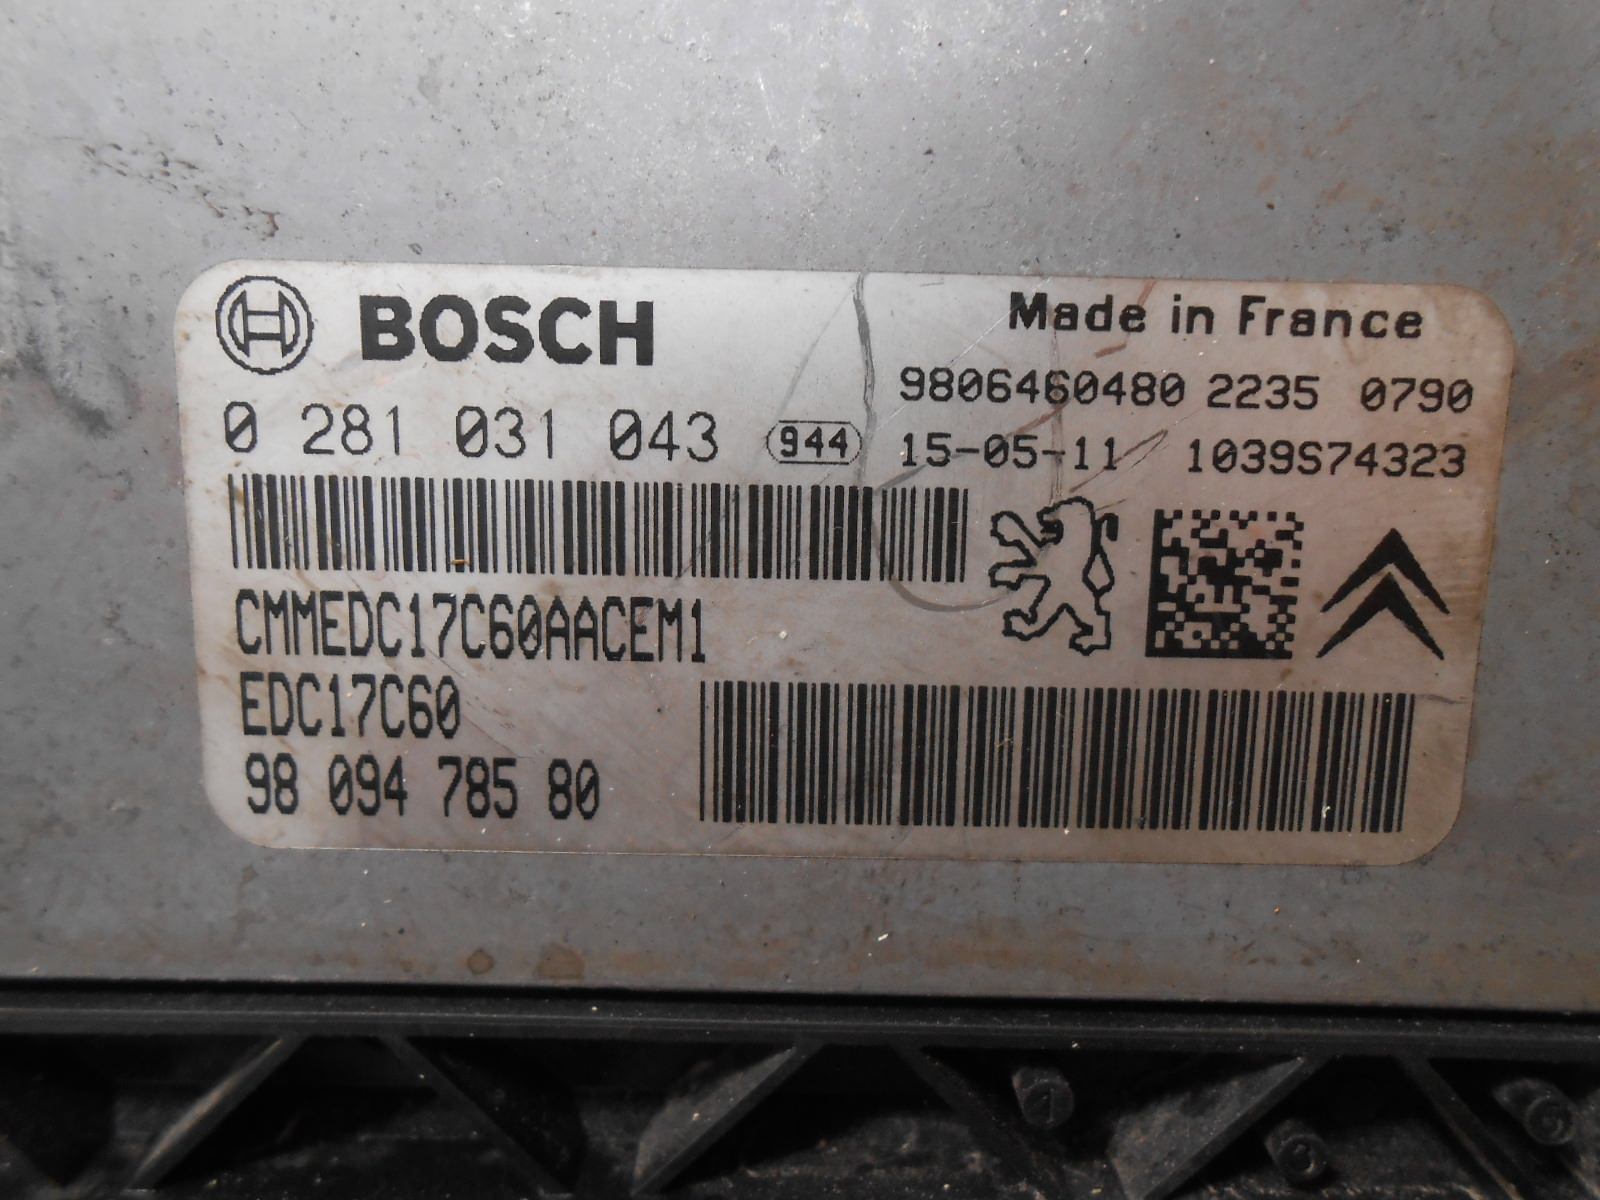 BOSCH
Made in France
9806460480 2235 0790
0 281 031 043 944 15-05-11 1039S74323
CMMEDC17C60AACEM1
EDC17C60
98 094 785 80